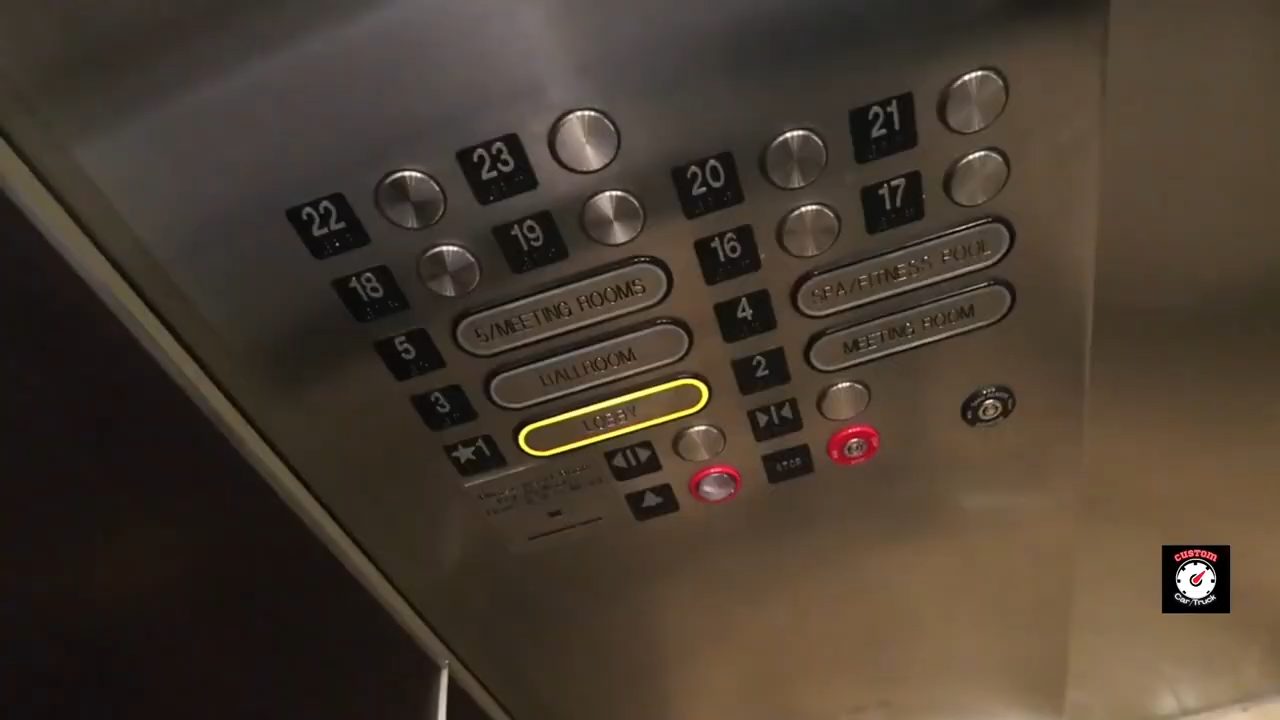 22 23 20 21
18 19 16 17
5 5/MEETING ROOMS 4 SPA/FITNESS POOL
3 BALLROOM 2 MEETING ROOM
★1 LOBBY
STOP
CUSTOM
Car/Truck